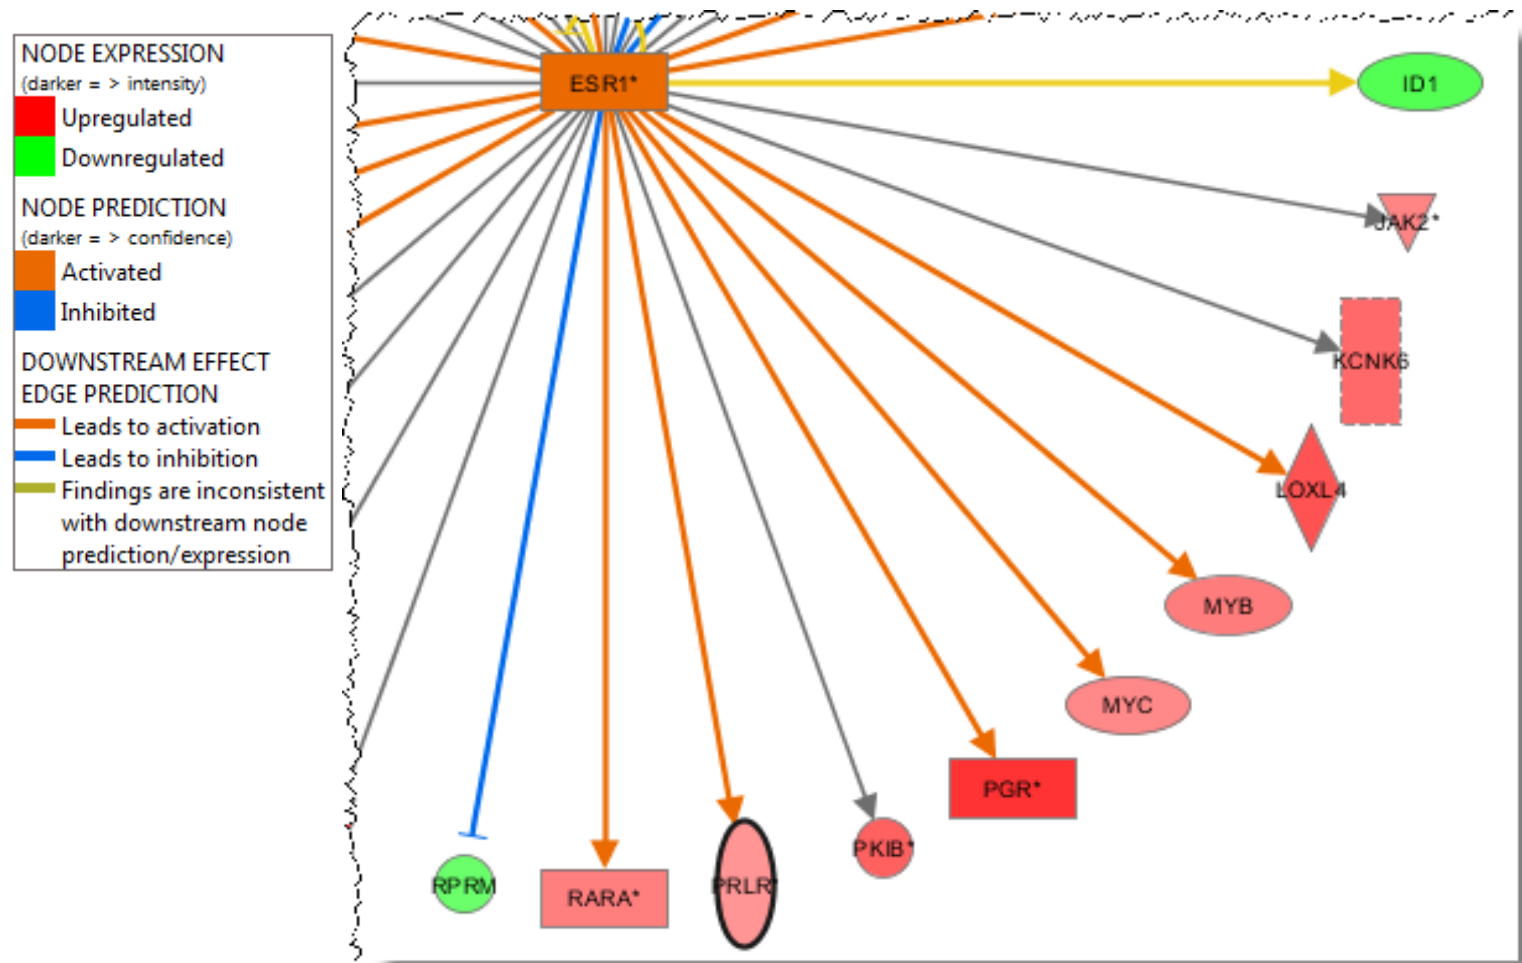 NODE EXPRESSION
(darker = > intensity)
Upregulated
Downregulated
NODE PREDICTION
(darker = > confidence)
Activated
Inhibited
DOWNSTREAM EFFECT
EDGE PREDICTION
Leads to activation
Leads to inhibition
Findings are inconsistent
with downstream node
prediction/expression
ESR1*
ID1
JAK2*
KCNK6
LOXL4
MYB
MYC
PGR*
PKIB*
PRLR*
RARA*
RPRM